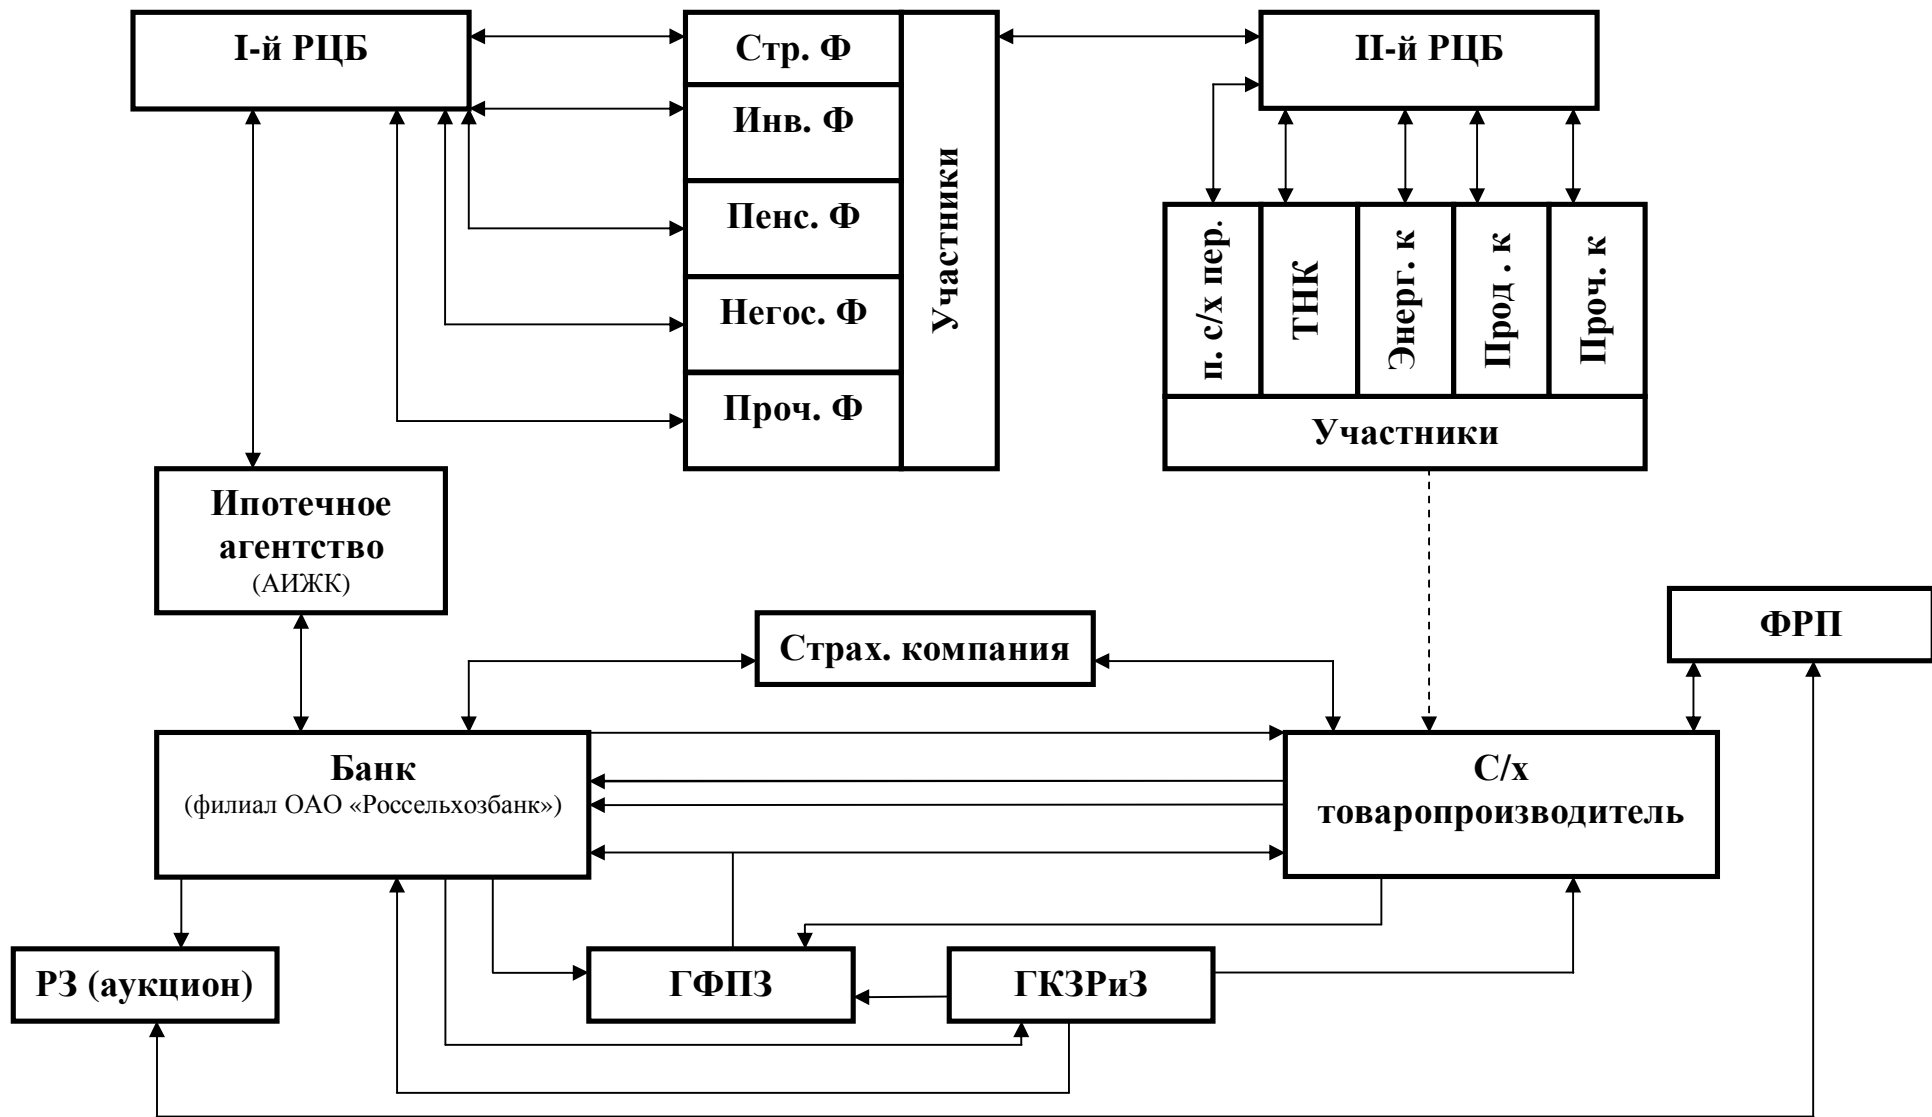 I-й РЦБ
Стр. Ф
Инв. Ф
Пенс. Ф
Негос. Ф
Проч. Ф
Участники
II-й РЦБ
п. с/х пер.
ТНК
Энерг. к
Прод . к
Проч. к
Участники
Ипотечное
агентство
(АИЖК)
Страх. компания
ФРП
Банк
(филиал ОАО «Россельхозбанк»)
С/х
товаропроизводитель
РЗ (аукцион)
ГФПЗ
ГКЗРиЗ